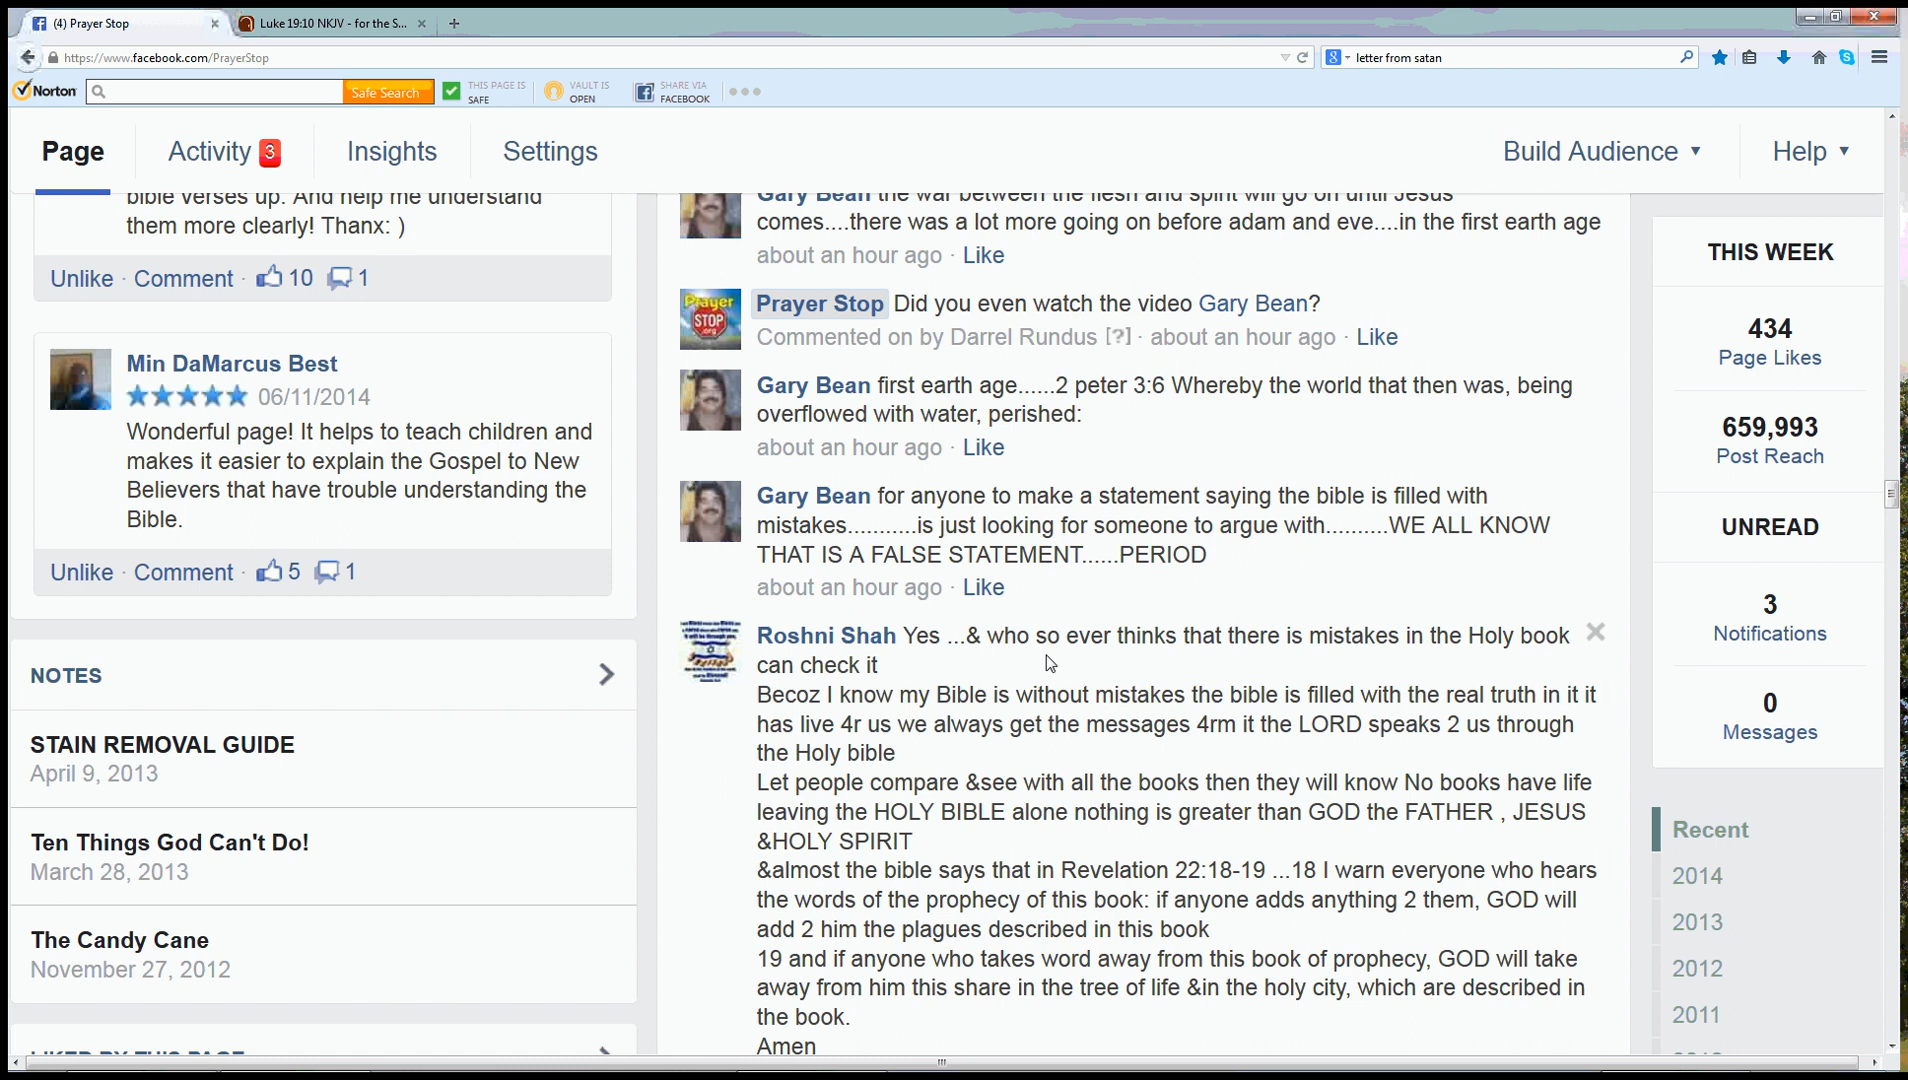 (4) Prayer Stop
Luke 19:10 NKJV - for the S...
https://www.facebook.com/PrayerStop
letter from satan
Norton
Safe Search
THIS PAGE IS
SAFE
VAULT IS
OPEN
SHARE VIA
FACEBOOK
Page
Activity 3
Insights
Settings
Build Audience
Help
bible verses up. And help me understand
them more clearly! Thanx: )
Unlike · Comment · 10 1
Min DaMarcus Best
06/11/2014
Wonderful page! It helps to teach children and
makes it easier to explain the Gospel to New
Believers that have trouble understanding the
Bible.
Unlike · Comment · 5 1
NOTES
STAIN REMOVAL GUIDE
April 9, 2013
Ten Things God Can't Do!
March 28, 2013
The Candy Cane
November 27, 2012
LIKED BY THIS PAGE
Gary Bean the war between the flesh and spirit will go on until Jesus
comes....there was a lot more going on before adam and eve....in the first earth age
about an hour ago · Like
Prayer
STOP
.org
Prayer Stop Did you even watch the video Gary Bean?
Commented on by Darrel Rundus [?] · about an hour ago · Like
Gary Bean first earth age......2 peter 3:6 Whereby the world that then was, being
overflowed with water, perished:
about an hour ago · Like
Gary Bean for anyone to make a statement saying the bible is filled with
mistakes...........is just looking for someone to argue with.........WE ALL KNOW
THAT IS A FALSE STATEMENT......PERIOD
about an hour ago · Like
Roshni Shah Yes ...& who so ever thinks that there is mistakes in the Holy book
can check it
Becoz I know my Bible is without mistakes the bible is filled with the real truth in it it
has live 4r us we always get the messages 4rm it the LORD speaks 2 us through
the Holy bible
Let people compare &see with all the books then they will know No books have life
leaving the HOLY BIBLE alone nothing is greater than GOD the FATHER , JESUS
&HOLY SPIRIT
&almost the bible says that in Revelation 22:18-19 ...18 I warn everyone who hears
the words of the prophecy of this book: if anyone adds anything 2 them, GOD will
add 2 him the plagues described in this book
19 and if anyone who takes word away from this book of prophecy, GOD will take
away from him this share in the tree of life &in the holy city, which are described in
the book.
Amen
THIS WEEK
434
Page Likes
659,993
Post Reach
UNREAD
3
Notifications
0
Messages
Recent
2014
2013
2012
2011